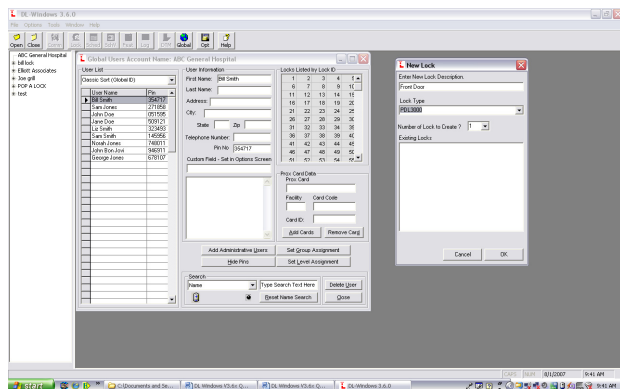 DL-Windows 3.6.0
File Options Tools Window Help
Open Close Comm Lock Sched SchY Feat Log DTM Global Opt Help
ABC General Hospital
bill lock
Elliott Associates
Joe grill
POP A LOCK
test
Global Users Account Name: ABC General Hospital
User List
Classic Sort (Global ID)
User Name Pin
Bill Smith 354717
Sam Jones 271858
John Doe 051595
Jane Doe 509121
Liz Smith 323493
Sam Smith 145956
Norah Jones 748011
John Bon Jovi 946911
George Jones 678107
User Information
First Name: Bill Smith
Last Name:
Address:
City:
State Zip
Telephone Number:
Pin No 354717
Custom Field - Set in Options Screen
Locks Listed by Lock ID
1 2 3 4 5
6 7 8 9 10
11 12 13 14 15
16 17 18 19 20
21 22 23 24 25
26 27 28 29 30
31 32 33 34 35
36 37 38 39 40
41 42 43 44 45
46 47 48 49 50
51 52 53 54 55
Prox Card Data
Prox Card
Facility Card Code
Card ID:
Add Cards Remove Card
Add Administrative Users Set Group Assignment
Hide Pins Set Level Assignment
Search
Name Type Search Text Here Delete User
Reset Name Search Close
New Lock
Enter New Lock Description.
Front Door
Lock Type
PDL3000
Number of Lock to Create ? 1
Existing Locks:
Cancel OK
CAPS NUM 8/1/2007 9:41 AM
start C:\Documents and Se... DL Windows V3.6x Q... DL Windows V3.6x Q... DL-Windows 3.6.0 9:41 AM